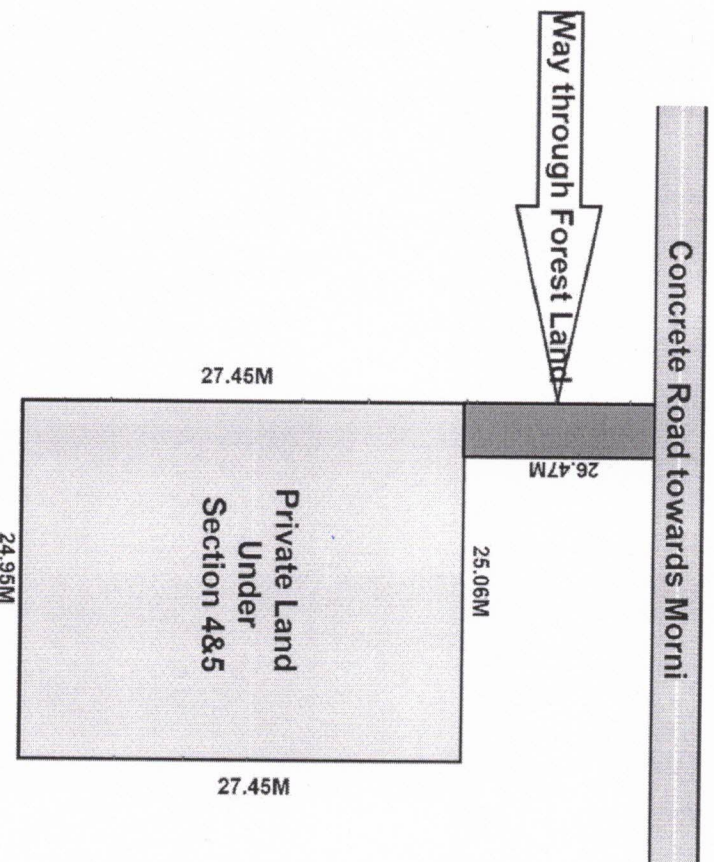 Concrete Road towards Morni
Way through Forest Land
26.47M
25.06M
27.45M
Private Land
Under
Section 4&5
27.45M
24.95M